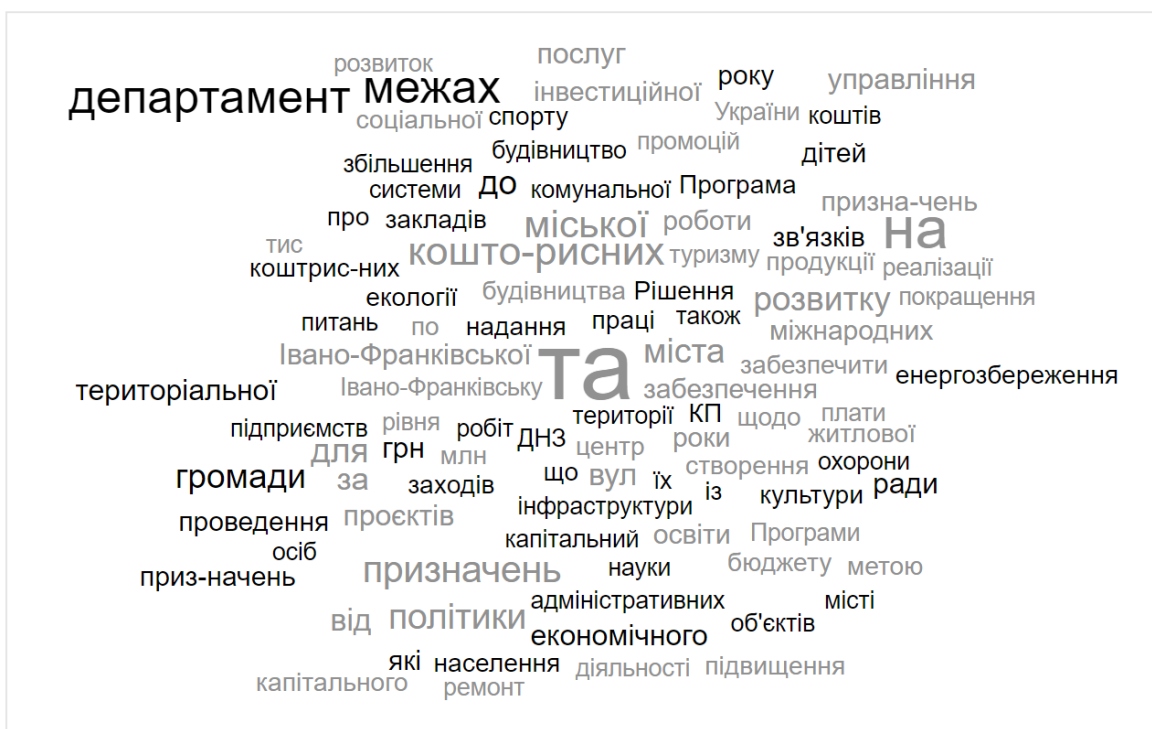 розвиток послуг
департамент межах інвестиційної року управління
соціальної спорту України коштів
збільшення будівництво промоцій дітей
системи до комунальної Програма призна-чень
про закладів міської роботи зв'язків на
тис кошто-рисних туризму продукції реалізації
коштрис-них
екології будівництва Рішення розвитку покращення
питань по надання праці також міжнародних
Івано-Франківської та міста забезпечити енергозбереження
територіальної Івано-Франківську забезпечення
підприємств рівня робіт ДНЗ території КП щодо плати
для грн млн центр роки житлової
громади за заходів що вул їх створення охорони
із культури ради
проведення проєктів інфраструктури
осіб капітальний освіти Програми
приз-начень призначень науки бюджету метою
від політики адміністративних місті
економічного об'єктів
які населення діяльності підвищення
капітального ремонт